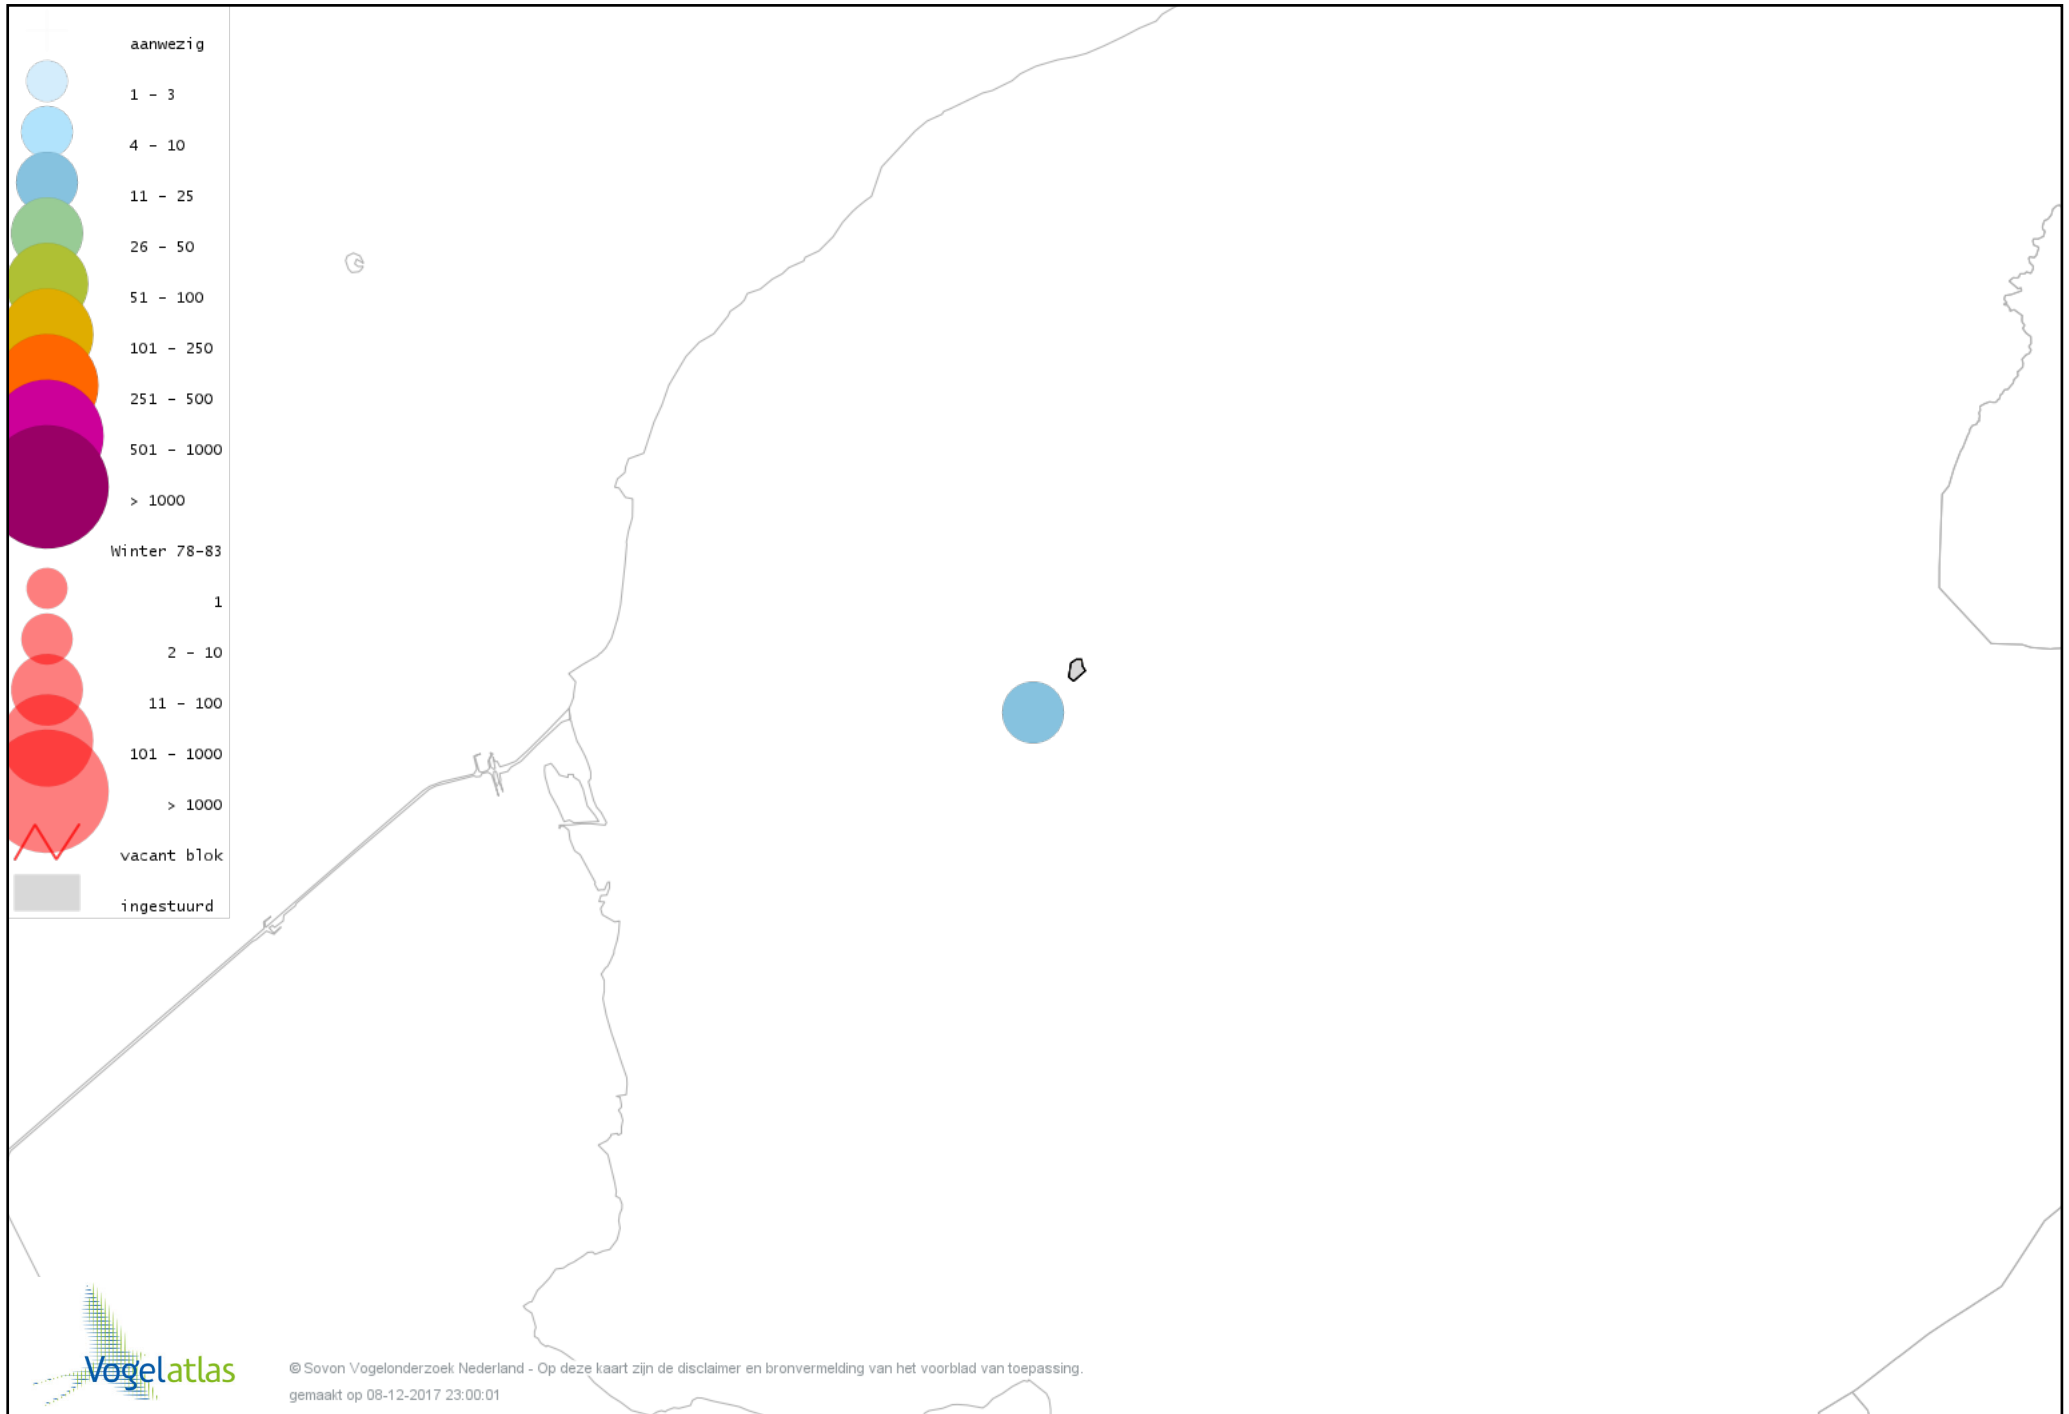 aanwezig
1 - 3
4 - 10
11 - 25
26 - 50
51 - 100
101 - 250
251 - 500
501 - 1000
> 1000
Winter 78-83
1
2 - 10
11 - 100
101 - 1000
> 1000
vacant blok
ingestuurd
Vogelatlas
© Sovon Vogelonderzoek Nederland - Op deze kaart zijn de disclaimer en bronvermelding van het voorblad van toepassing.
gemaakt op 08-12-2017 23:00:01